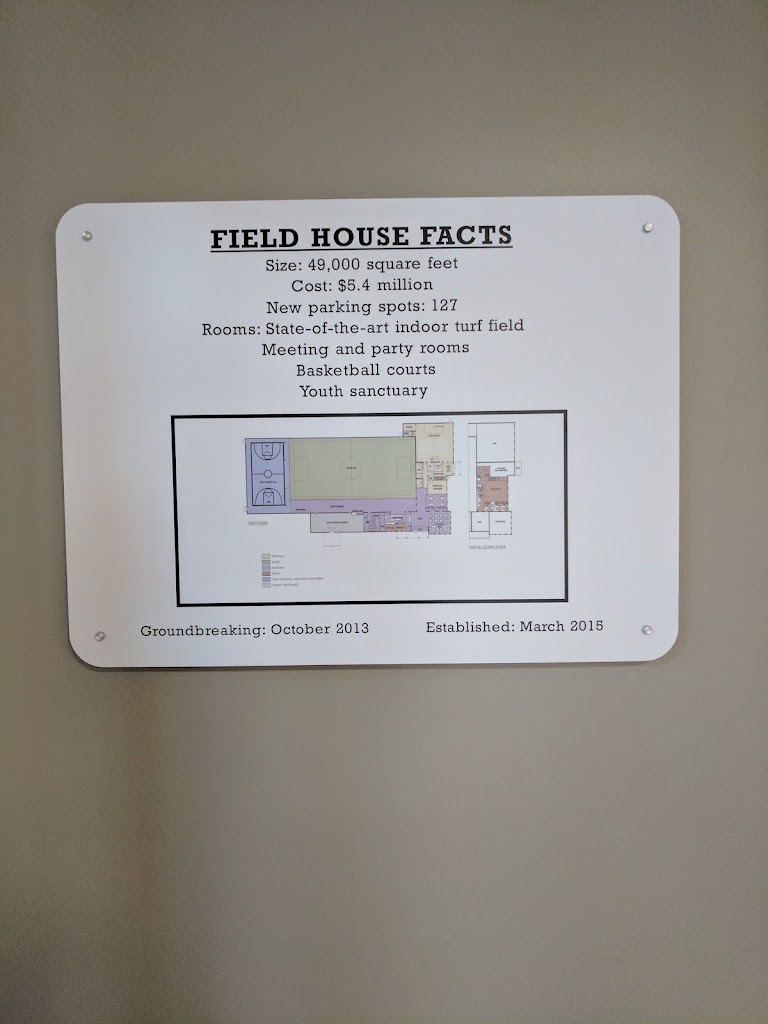 FIELD HOUSE FACTS
Size: 49,000 square feet
Cost: $5.4 million
New parking spots: 127
Rooms: State-of-the-art indoor turf field
Meeting and party rooms
Basketball courts
Youth sanctuary
Groundbreaking: October 2013
Established: March 2015